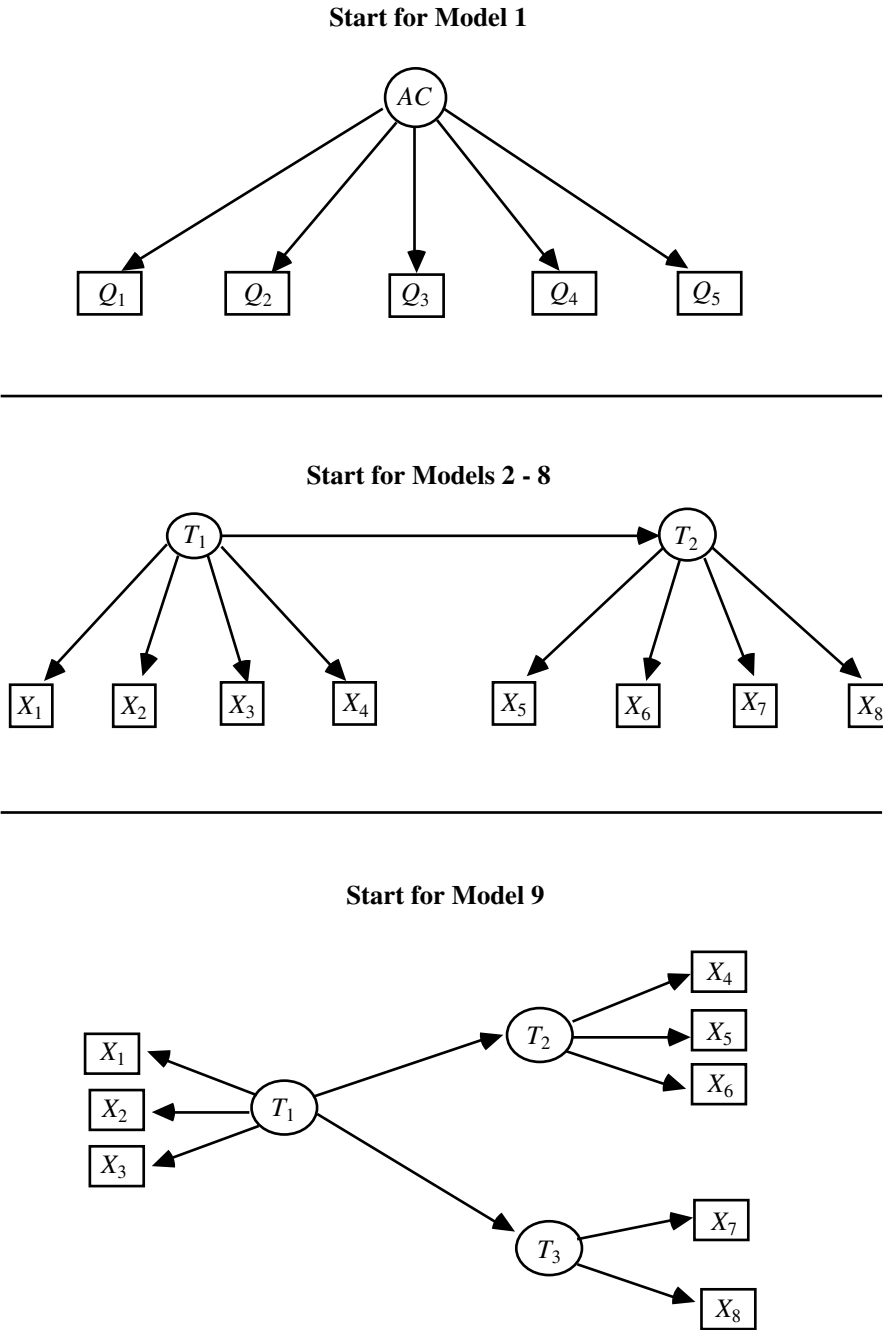 Start for Model 1
AC
Q1 Q2 Q3 Q4 Q5
Start for Models 2 - 8
T1 T2
X1 X2 X3 X4 X5 X6 X7 X8
Start for Model 9
X4
T2 X5
X1
X6
X2 T1
X3
X7
T3
X8